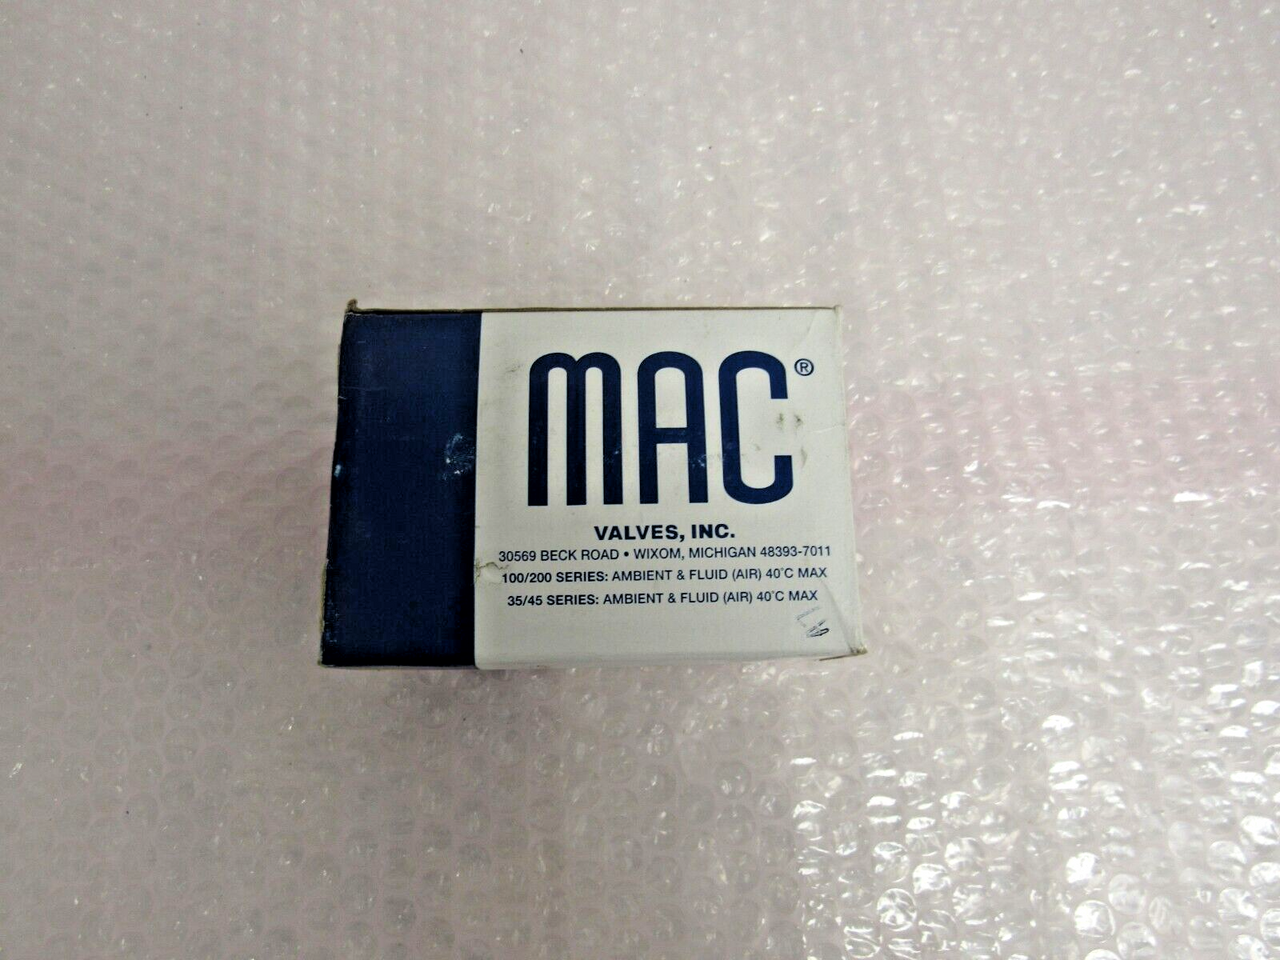 MAC®
VALVES, INC.
30569 BECK ROAD • WIXOM, MICHIGAN 48393-7011
100/200 SERIES: AMBIENT & FLUID (AIR) 40°C MAX
35/45 SERIES: AMBIENT & FLUID (AIR) 40°C MAX